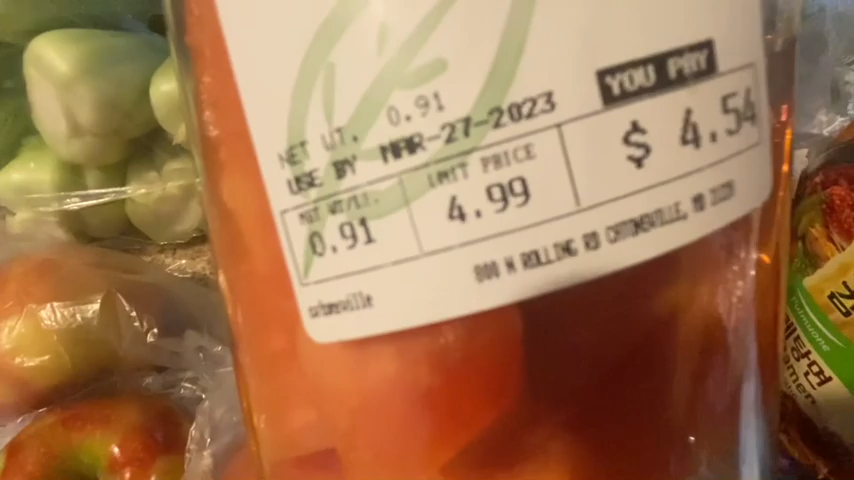 NET WT. 0.91
USE BY MAR-27-2023
YOU PAY
NET WT/Lb.
UNIT PRICE
0.91
4.99
$ 4.54
800 N ROLLING RD CATONSVILLE, MD 21228
catonsville
Pulmuone